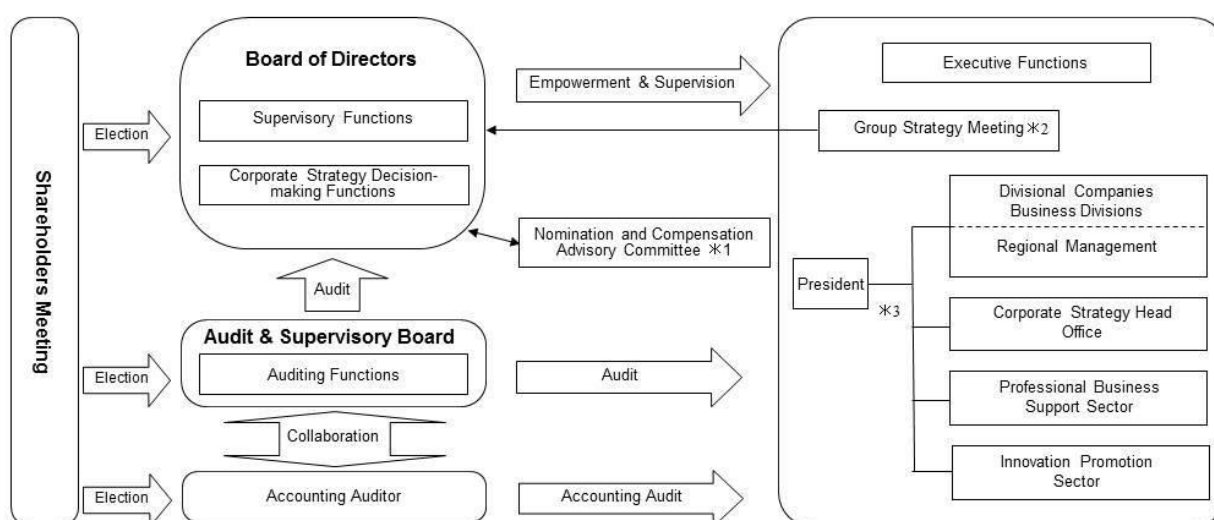 Shareholders Meeting
Election
Board of Directors
Supervisory Functions
Corporate Strategy Decision-
making Functions
Empowerment & Supervision
Executive Functions
Group Strategy Meeting＊2
Nomination and Compensation
Advisory Committee ＊1
Divisional Companies
Business Divisions
Regional Management
President
＊3
Corporate Strategy Head
Office
Professional Business
Support Sector
Innovation Promotion
Sector
Audit
Audit & Supervisory Board
Election
Auditing Functions
Audit
Collaboration
Election
Accounting Auditor
Accounting Audit